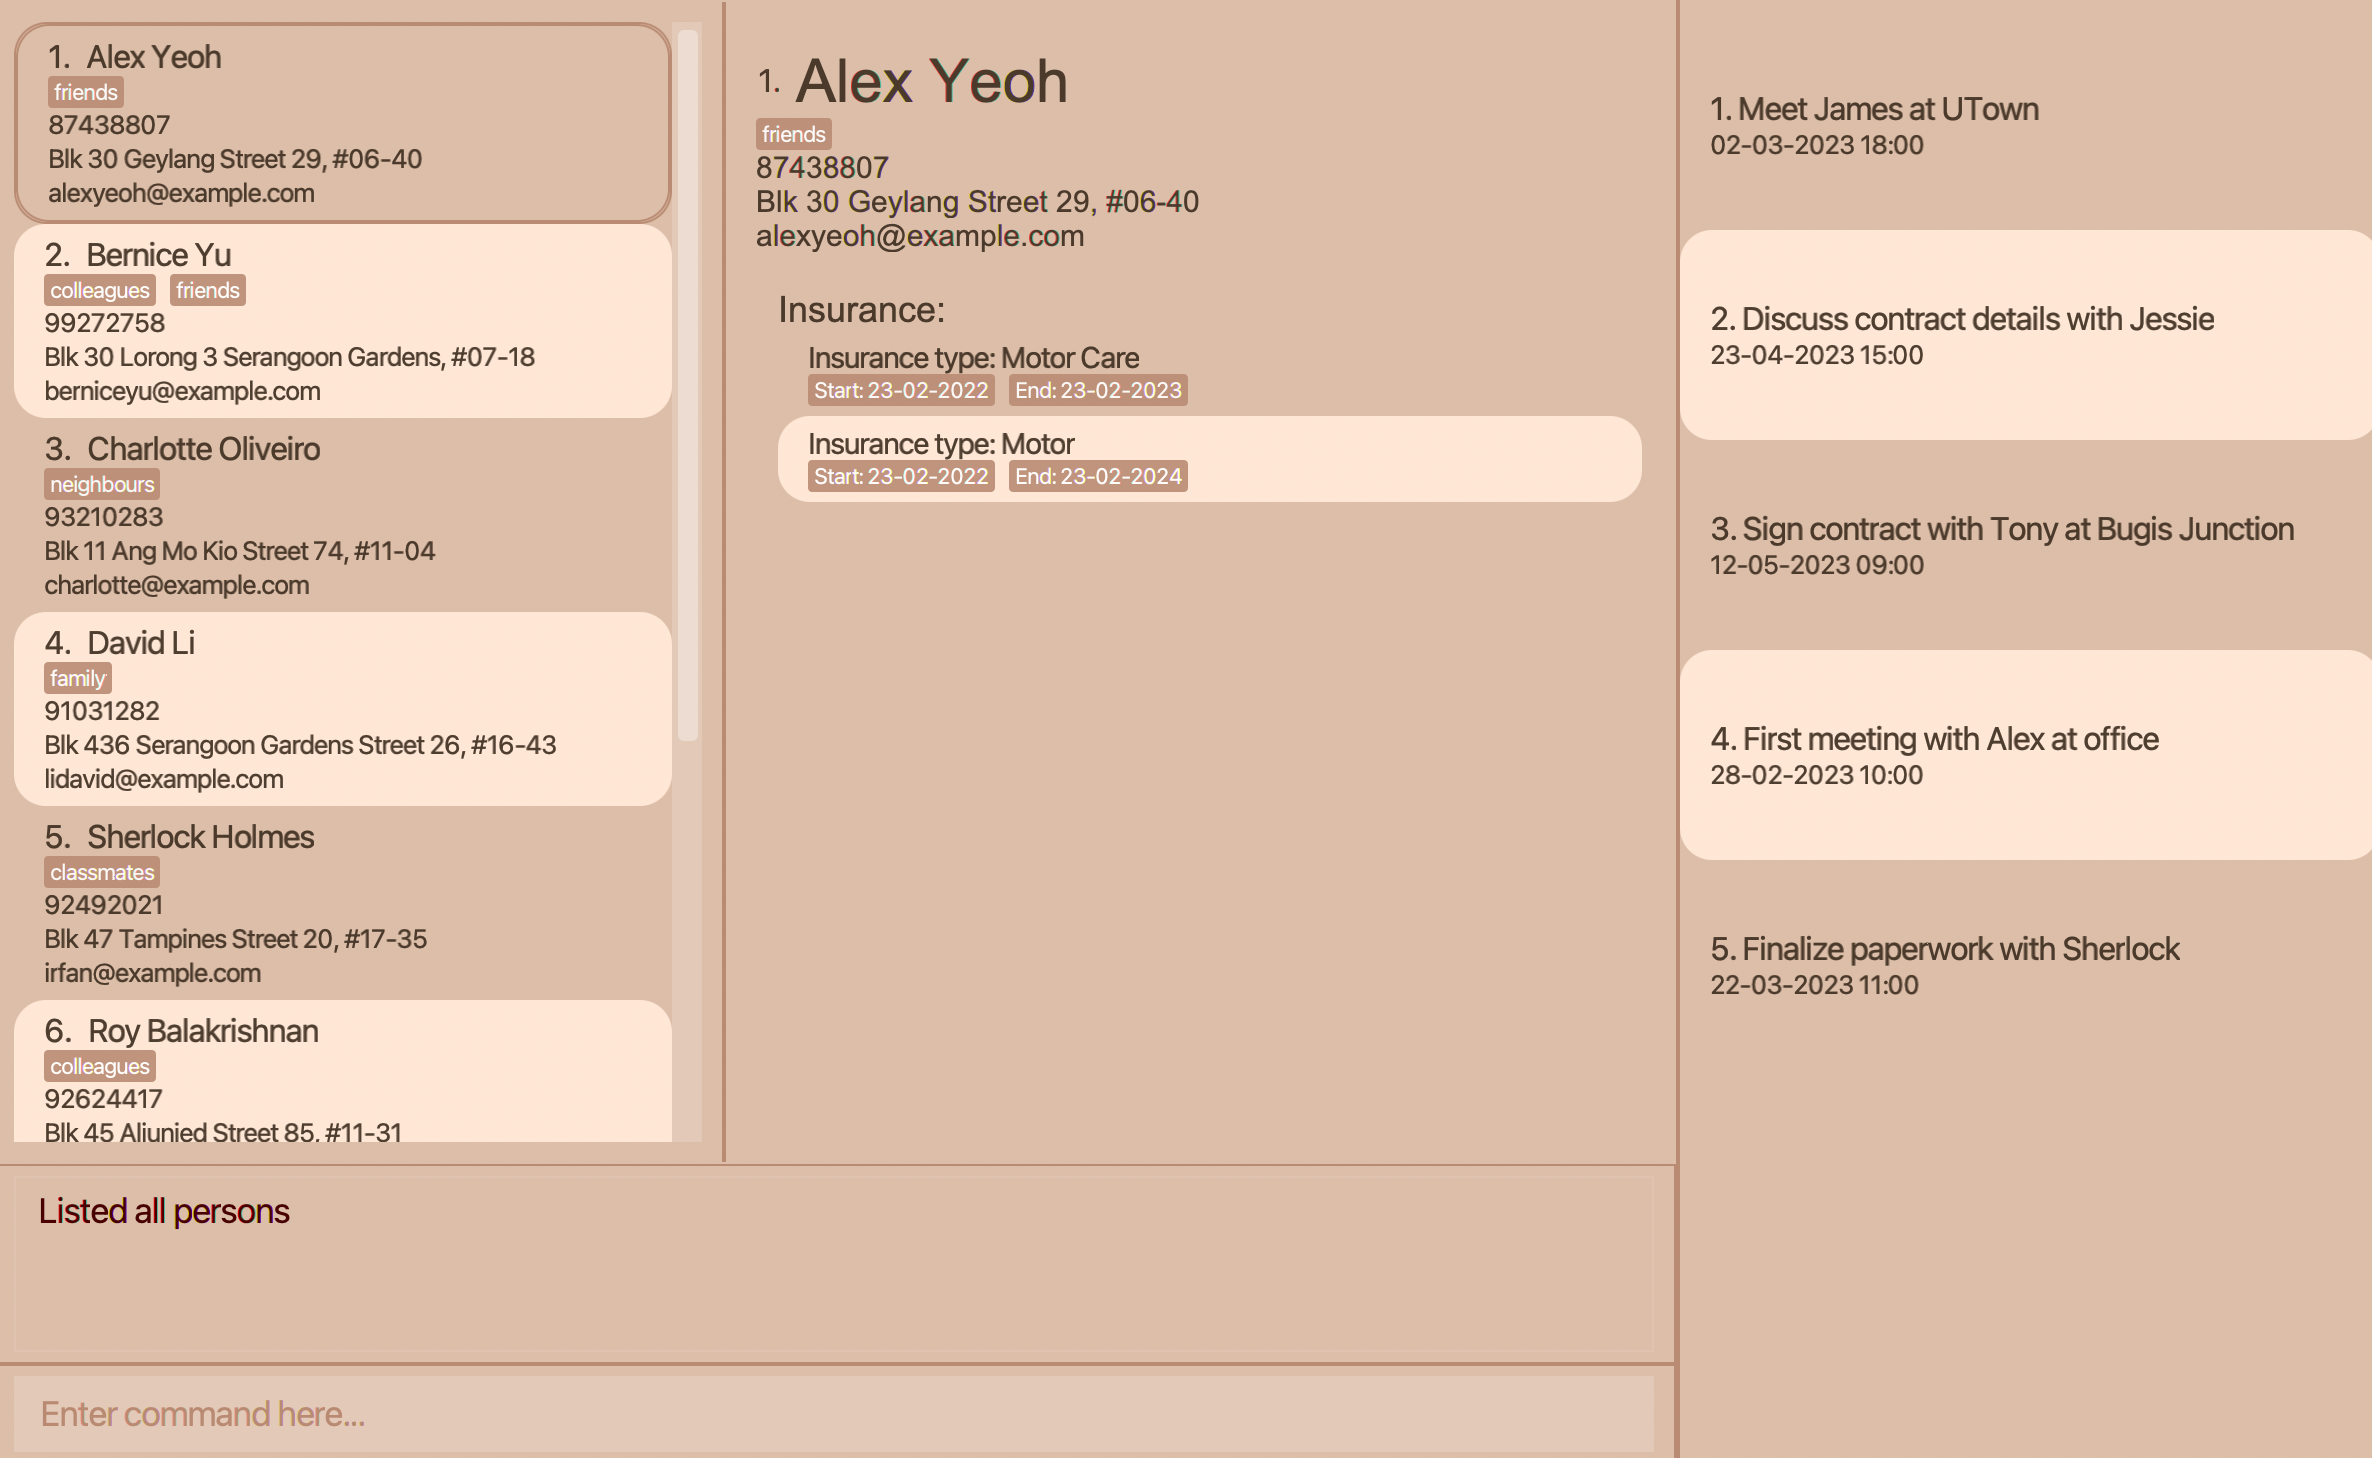 1. Alex Yeoh
friends
87438807
Blk 30 Geylang Street 29, #06-40
alexyeoh@example.com
2. Bernice Yu
colleagues friends
99272758
Blk 30 Lorong 3 Serangoon Gardens, #07-18
berniceyu@example.com
3. Charlotte Oliveiro
neighbours
93210283
Blk 11 Ang Mo Kio Street 74, #11-04
charlotte@example.com
4. David Li
family
91031282
Blk 436 Serangoon Gardens Street 26, #16-43
lidavid@example.com
5. Sherlock Holmes
classmates
92492021
Blk 47 Tampines Street 20, #17-35
irfan@example.com
6. Roy Balakrishnan
colleagues
92624417
Blk 45 Aljunied Street 85, #11-31
1. Alex Yeoh
friends
87438807
Blk 30 Geylang Street 29, #06-40
alexyeoh@example.com
Insurance:
Insurance type: Motor Care
Start: 23-02-2022 End: 23-02-2023
Insurance type: Motor
Start: 23-02-2022 End: 23-02-2024
1. Meet James at UTown
02-03-2023 18:00
2. Discuss contract details with Jessie
23-04-2023 15:00
3. Sign contract with Tony at Bugis Junction
12-05-2023 09:00
4. First meeting with Alex at office
28-02-2023 10:00
5. Finalize paperwork with Sherlock
22-03-2023 11:00
Listed all persons
Enter command here...